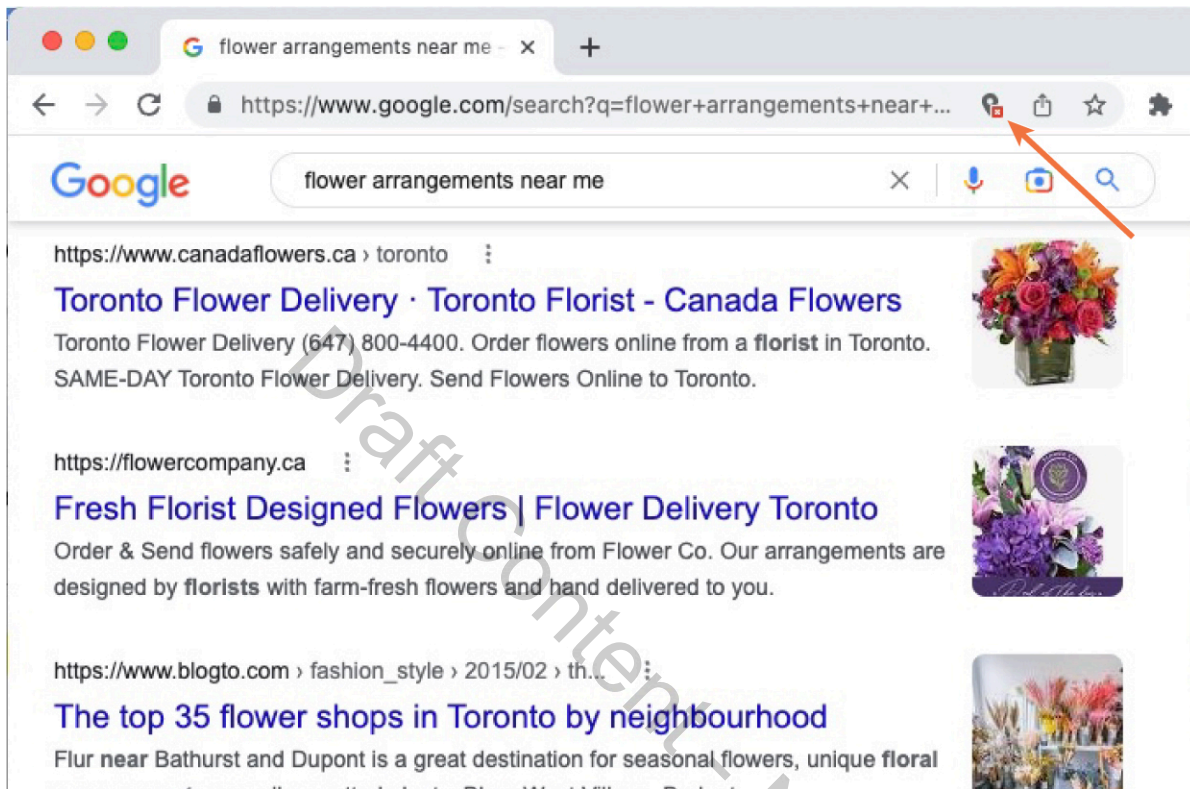 flower arrangements near me -
https://www.google.com/search?q=flower+arrangements+near+...
Google
flower arrangements near me
https://www.canadaflowers.ca › toronto
Toronto Flower Delivery · Toronto Florist - Canada Flowers
Toronto Flower Delivery (647) 800-4400. Order flowers online from a florist in Toronto.
SAME-DAY Toronto Flower Delivery. Send Flowers Online to Toronto.
https://flowercompany.ca
Fresh Florist Designed Flowers | Flower Delivery Toronto
Order & Send flowers safely and securely online from Flower Co. Our arrangements are
designed by florists with farm-fresh flowers and hand delivered to you.
https://www.blogto.com › fashion_style › 2015/02 › th...
The top 35 flower shops in Toronto by neighbourhood
Flur near Bathurst and Dupont is a great destination for seasonal flowers, unique floral
Draft Content -